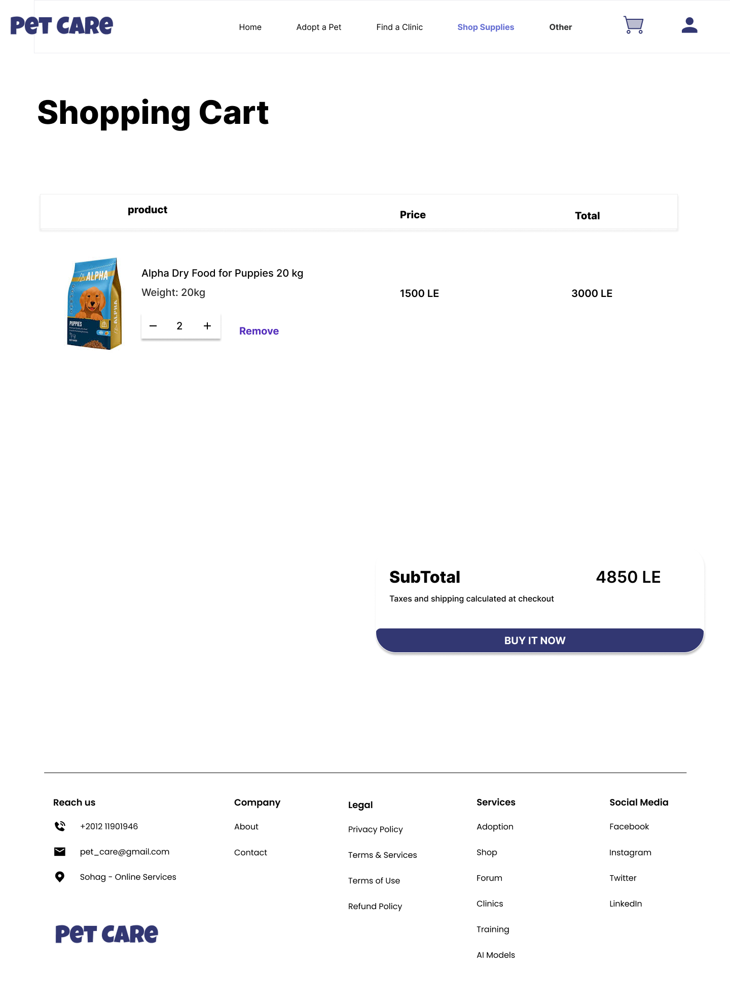 PET CARE
Home Adopt a Pet Find a Clinic Shop Supplies Other
Shopping Cart
product Price Total
ALPHA
ALPHA
PUPPIES
Alpha Dry Food for Puppies 20 kg
Weight: 20kg
1500 LE 3000 LE
− 2 + Remove
SubTotal 4850 LE
Taxes and shipping calculated at checkout
BUY IT NOW
Reach us
+2012 11901946
pet_care@gmail.com
Sohag - Online Services
PET CARE
Company
About
Contact
Legal
Privacy Policy
Terms & Services
Terms of Use
Refund Policy
Services
Adoption
Shop
Forum
Clinics
Training
AI Models
Social Media
Facebook
Instagram
Twitter
LinkedIn